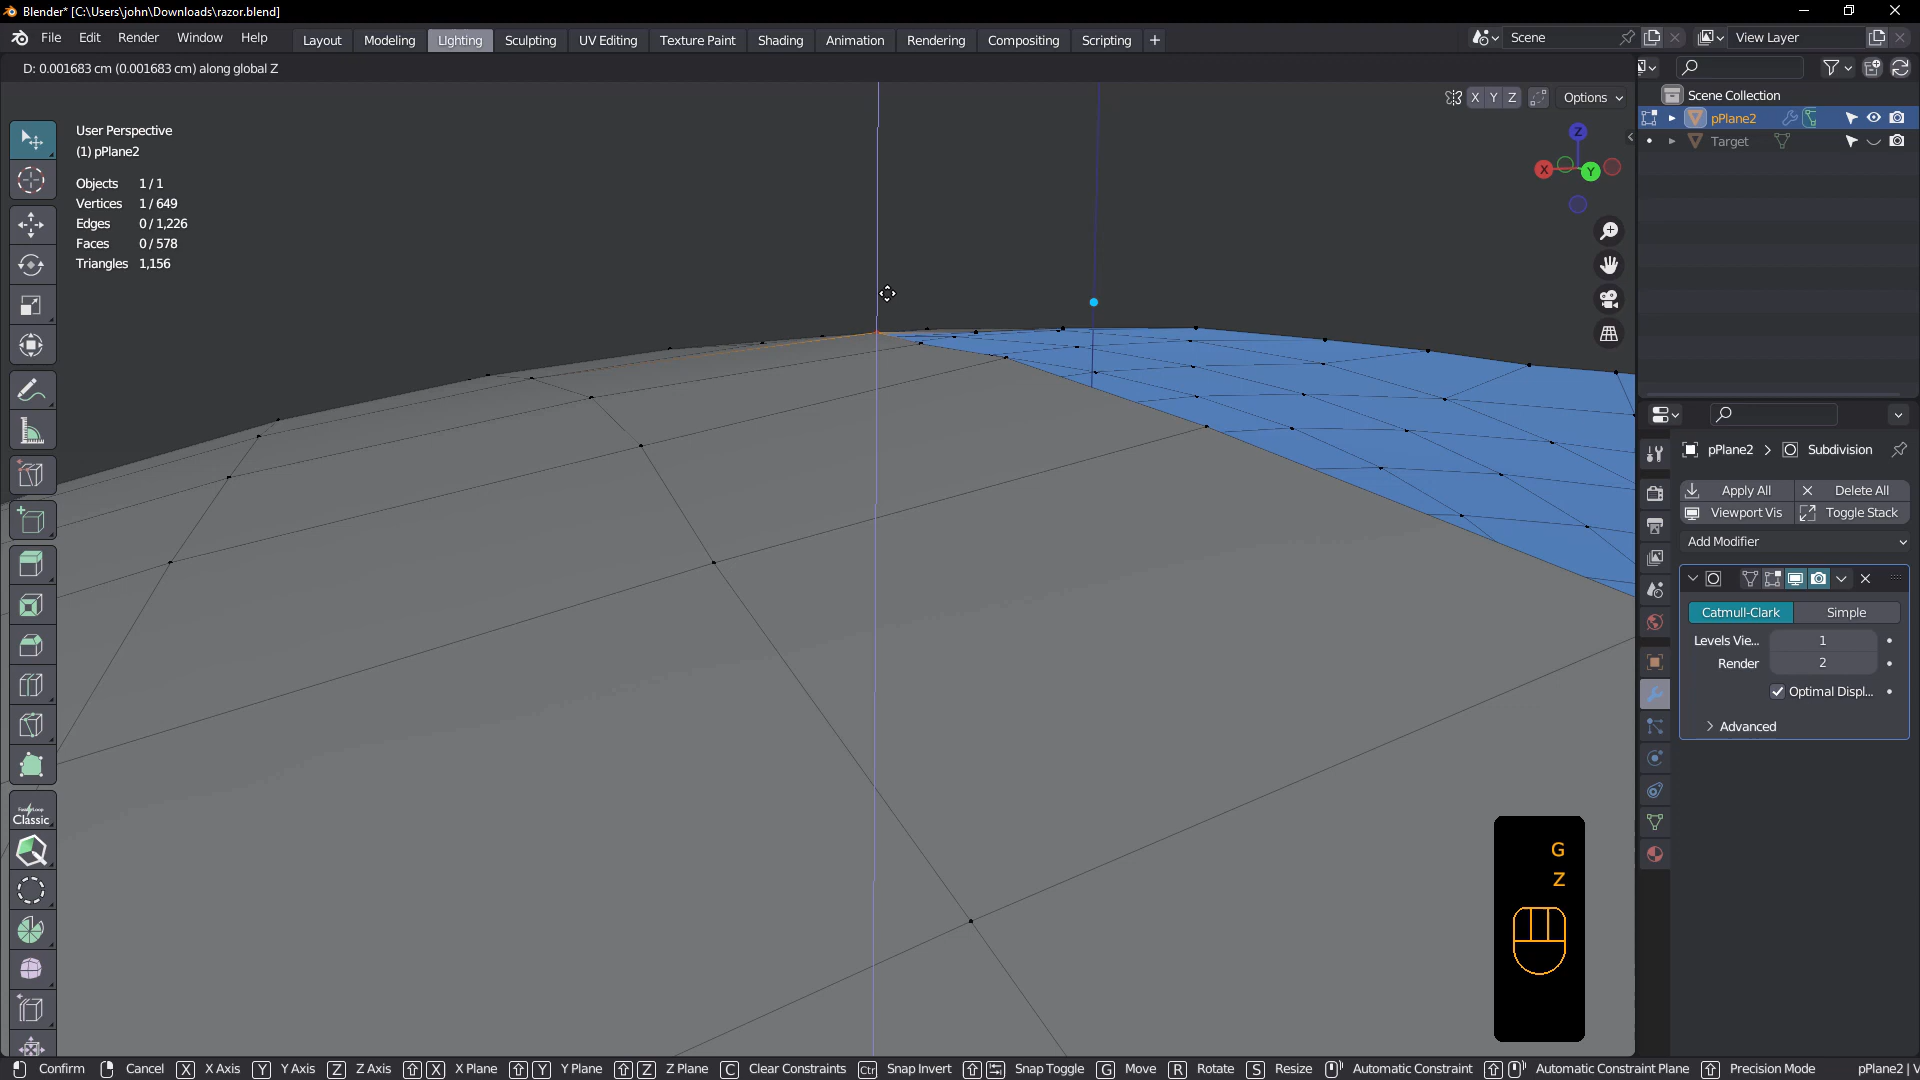 Blender* [C:\Users\john\Downloads\razor.blend]
File Edit Render Window Help Layout Modeling Lighting Sculpting UV Editing Texture Paint Shading Animation Rendering Compositing Scripting + Scene View Layer
D: 0.001683 cm (0.001683 cm) along global Z
X Y Z Options
User Perspective
(1) pPlane2
Objects 1 / 1
Vertices 1 / 649
Edges 0 / 1,226
Faces 0 / 578
Triangles 1,156
Z
X
Y
Classic
G
Z
Scene Collection
pPlane2
Target
pPlane2 > Subdivision
Apply All Delete All
Viewport Vis Toggle Stack
Add Modifier
Catmull-Clark Simple
Levels Vie... 1
Render 2
Optimal Displ...
Advanced
Confirm Cancel X X Axis Y Y Axis Z Z Axis X X Plane Y Y Plane Z Z Plane C Clear Constraints Ctrl Snap Invert Snap Toggle G Move R Rotate S Resize Automatic Constraint Automatic Constraint Plane Precision Mode pPlane2 | V